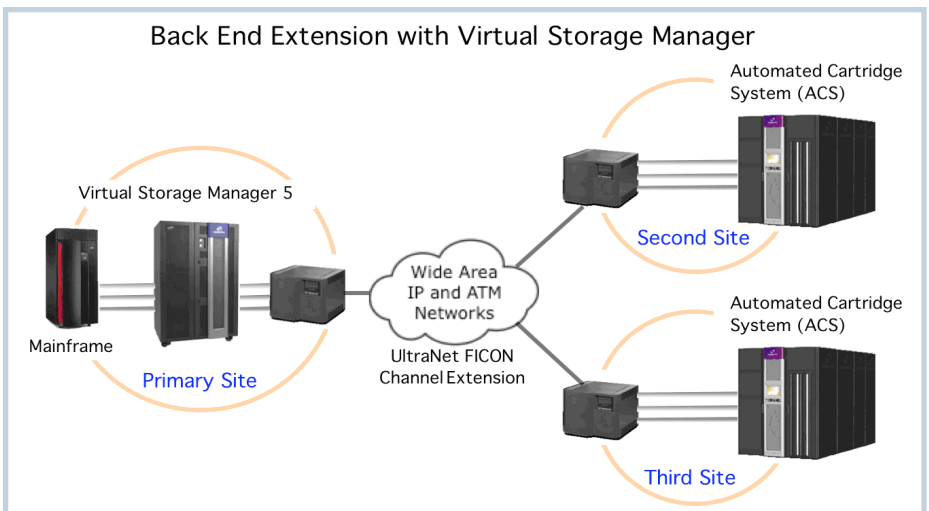 Back End Extension with Virtual Storage Manager
Automated Cartridge
System (ACS)
Virtual Storage Manager 5
Second Site
Wide Area
IP and ATM
Networks
Mainframe
Primary Site
UltraNet FICON
Channel Extension
Automated Cartridge
System (ACS)
Third Site